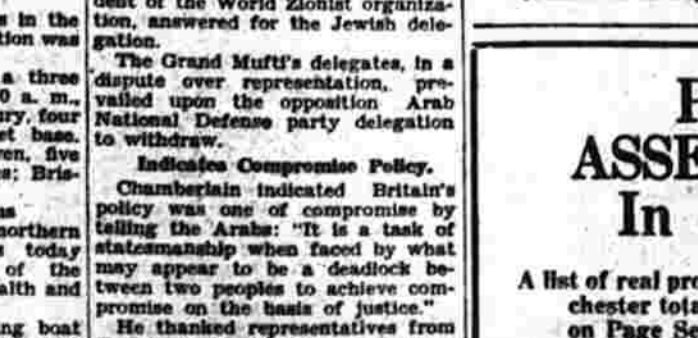 s in the
tion was
a three
0 a. m.,
ury, four
et base.
ren, five
es; Bris-
northern
today
of the
alth and
ng boat
dent of the World Zionist organiza-
tion, answered for the Jewish dele-
gation.
The Grand Mufti's delegates, in a
dispute over representation, pre-
vailed upon the opposition Arab
National Defense party delegation
to withdraw.
Indicates Compromise Policy.
Chamberlain indicated Britain's
policy was one of compromise by
telling the Arabs: "It is a task of
statesmanship when faced by what
may appear to be a deadlock be-
tween two peoples to achieve com-
promise on the basis of justice."
He thanked representatives from
ASSE
In
A list of real pro
chester tota
on Page Se